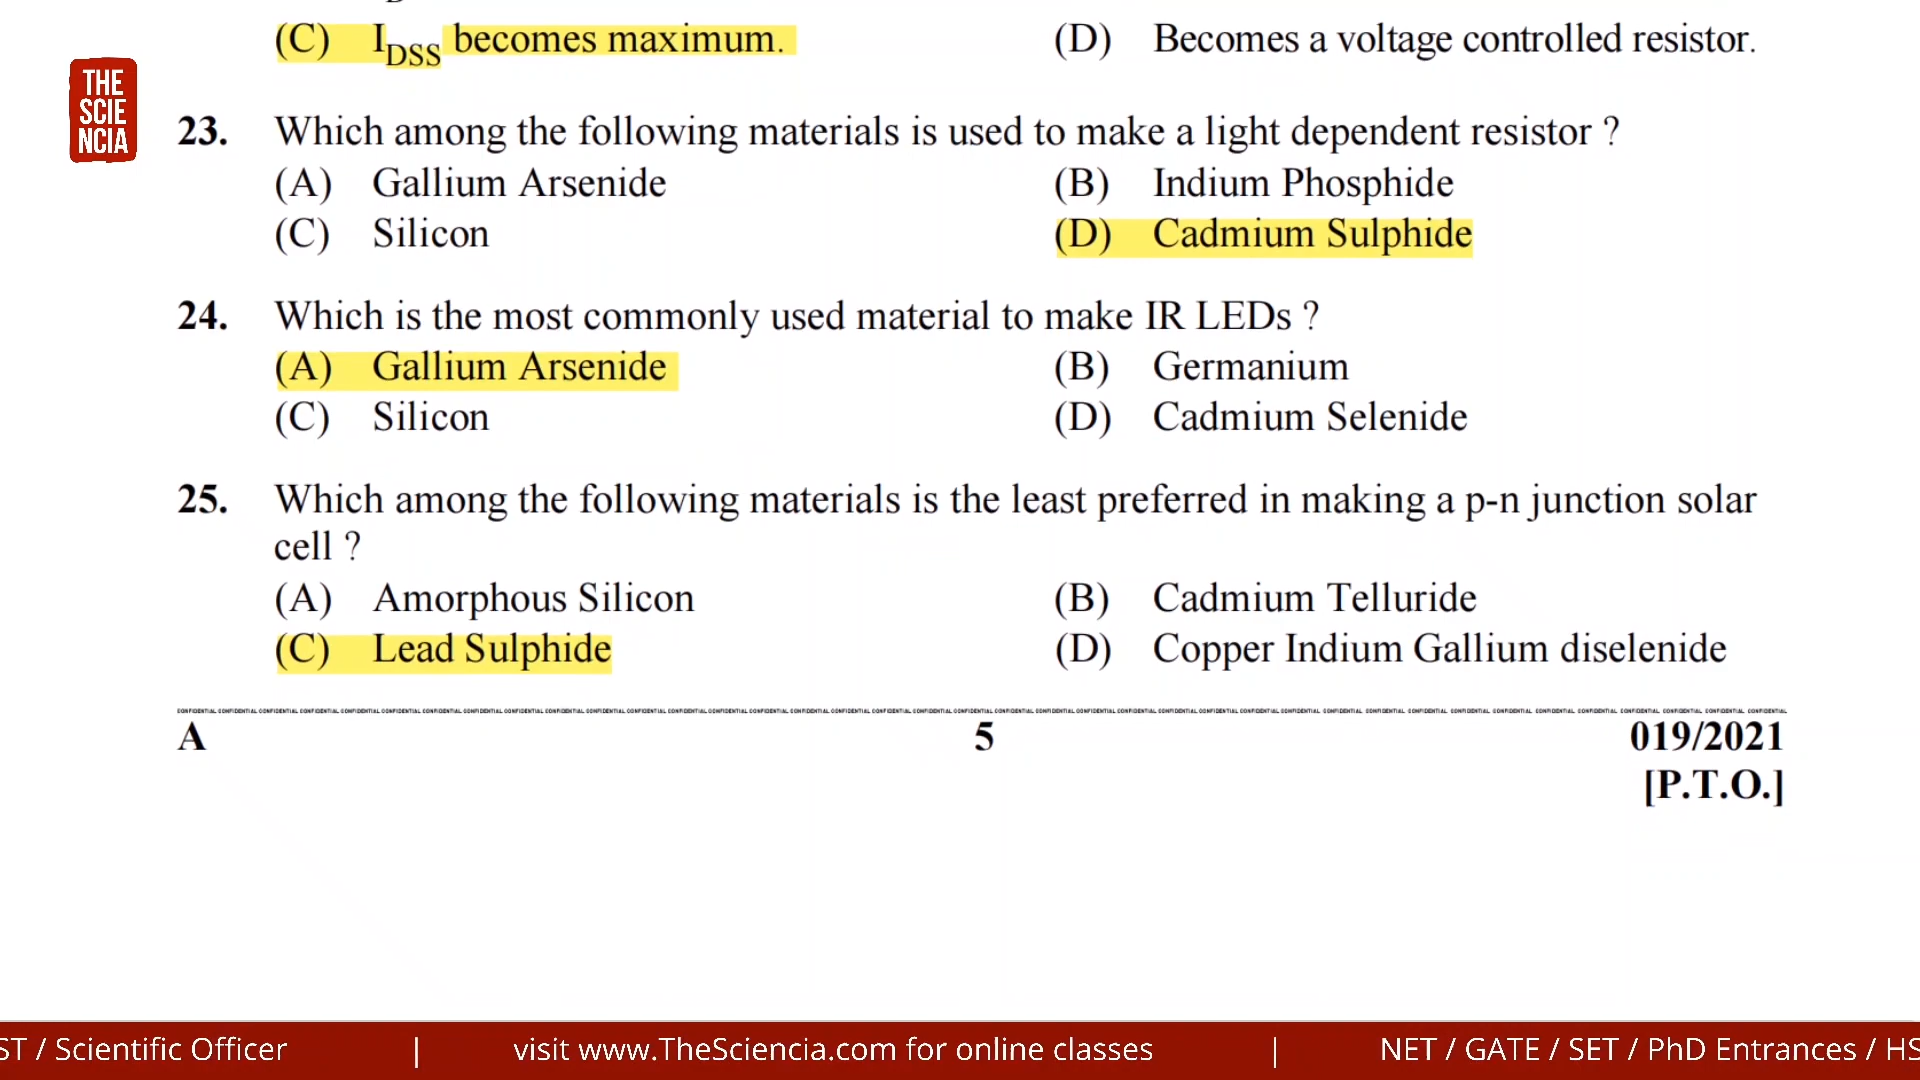 (C) IDSS becomes maximum. (D) Becomes a voltage controlled resistor.
THE
SCIE
NCIA
23. Which among the following materials is used to make a light dependent resistor ?
(A) Gallium Arsenide (B) Indium Phosphide
(C) Silicon (D) Cadmium Sulphide
24. Which is the most commonly used material to make IR LEDs ?
(A) Gallium Arsenide (B) Germanium
(C) Silicon (D) Cadmium Selenide
25. Which among the following materials is the least preferred in making a p-n junction solar
cell ?
(A) Amorphous Silicon (B) Cadmium Telluride
(C) Lead Sulphide (D) Copper Indium Gallium diselenide
A 5 019/2021
[P.T.O.]
ST / Scientific Officer | visit www.TheSciencia.com for online classes | NET / GATE / SET / PhD Entrances / HS